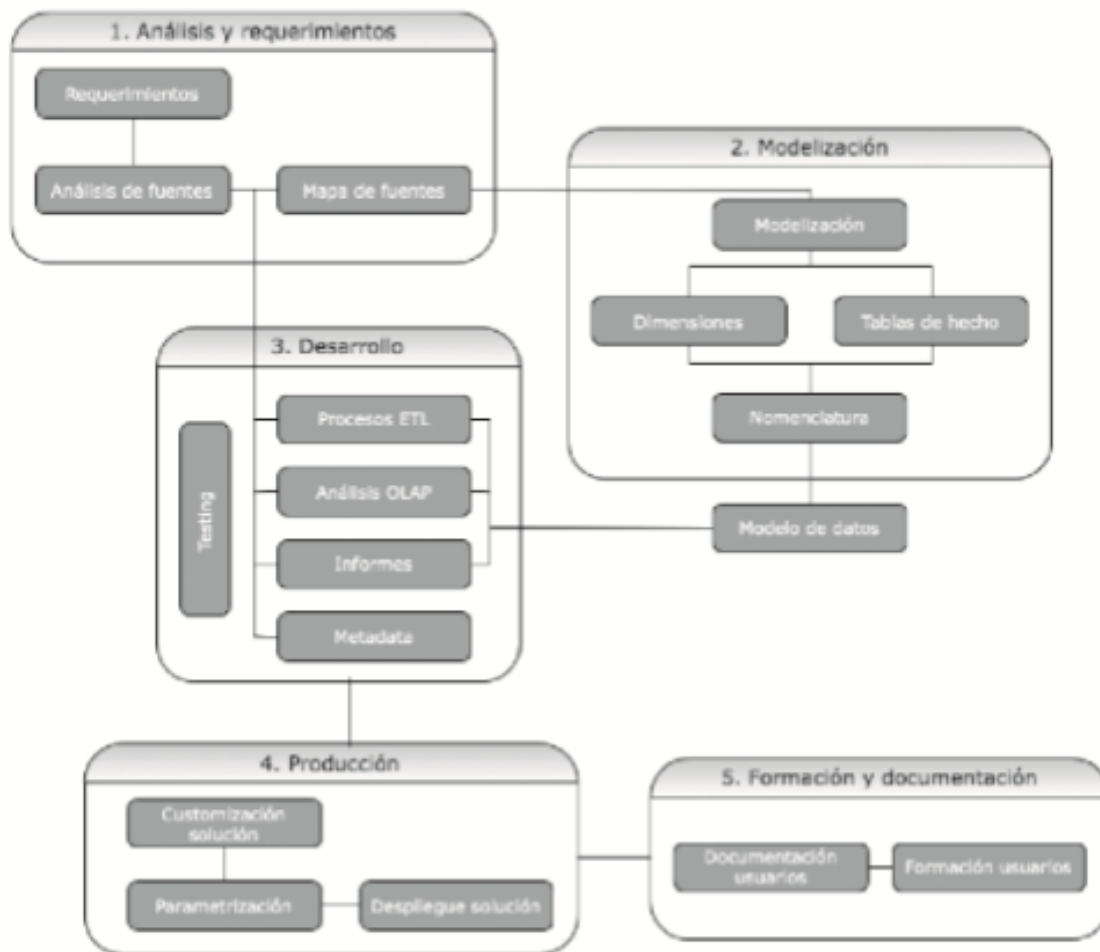 1. Análisis y requerimientos
Requerimientos
Análisis de fuentes
Mapa de fuentes
2. Modelización
Modelización
Dimensiones
Tablas de hecho
Nomenclatura
Modelo de datos
3. Desarrollo
Testing
Procesos ETL
Análisis OLAP
Informes
Metadata
4. Producción
Customización
solución
Parametrización
Despliegue solución
5. Formación y documentación
Documentación
usuarios
Formación usuarios